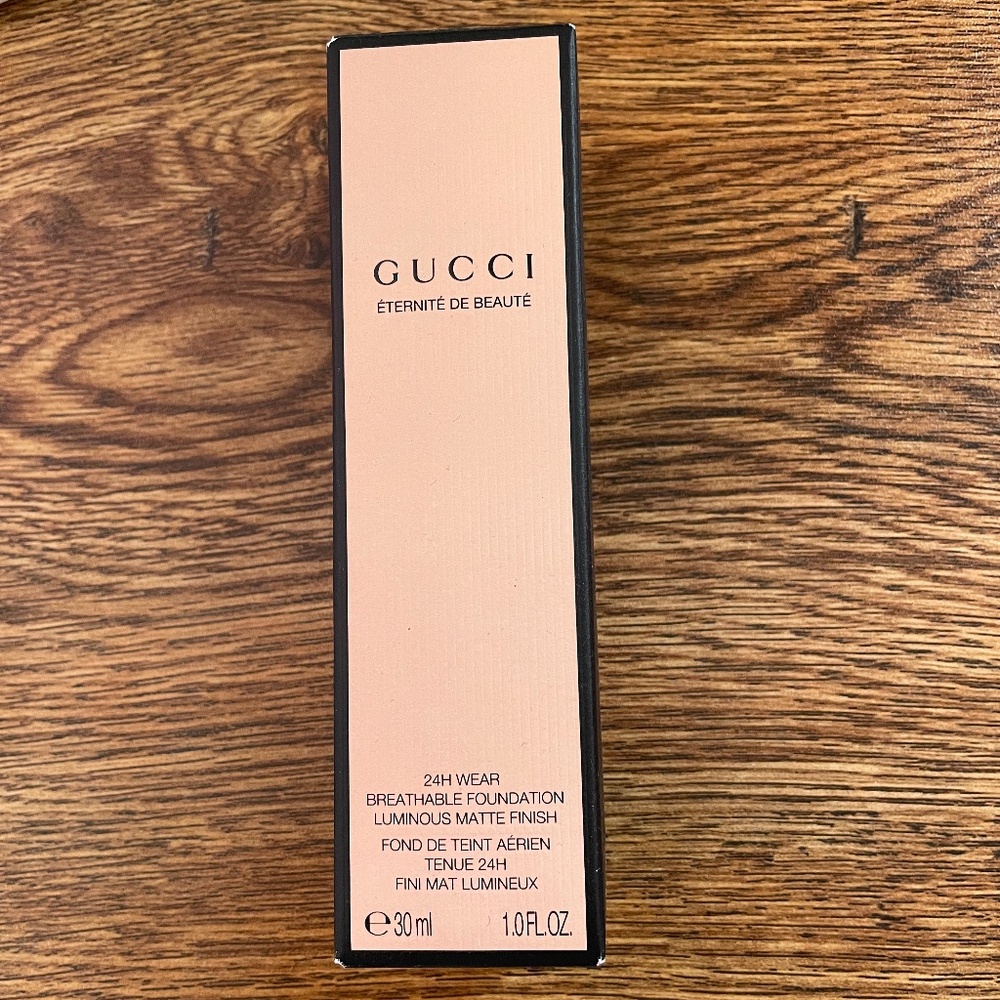 GUCCI
ÉTERNITÉ DE BEAUTÉ
24H WEAR
BREATHABLE FOUNDATION
LUMINOUS MATTE FINISH
FOND DE TEINT AÉRIEN
TENUE 24H
FINI MAT LUMINEUX
℮30 ml 1.0 FL.OZ.